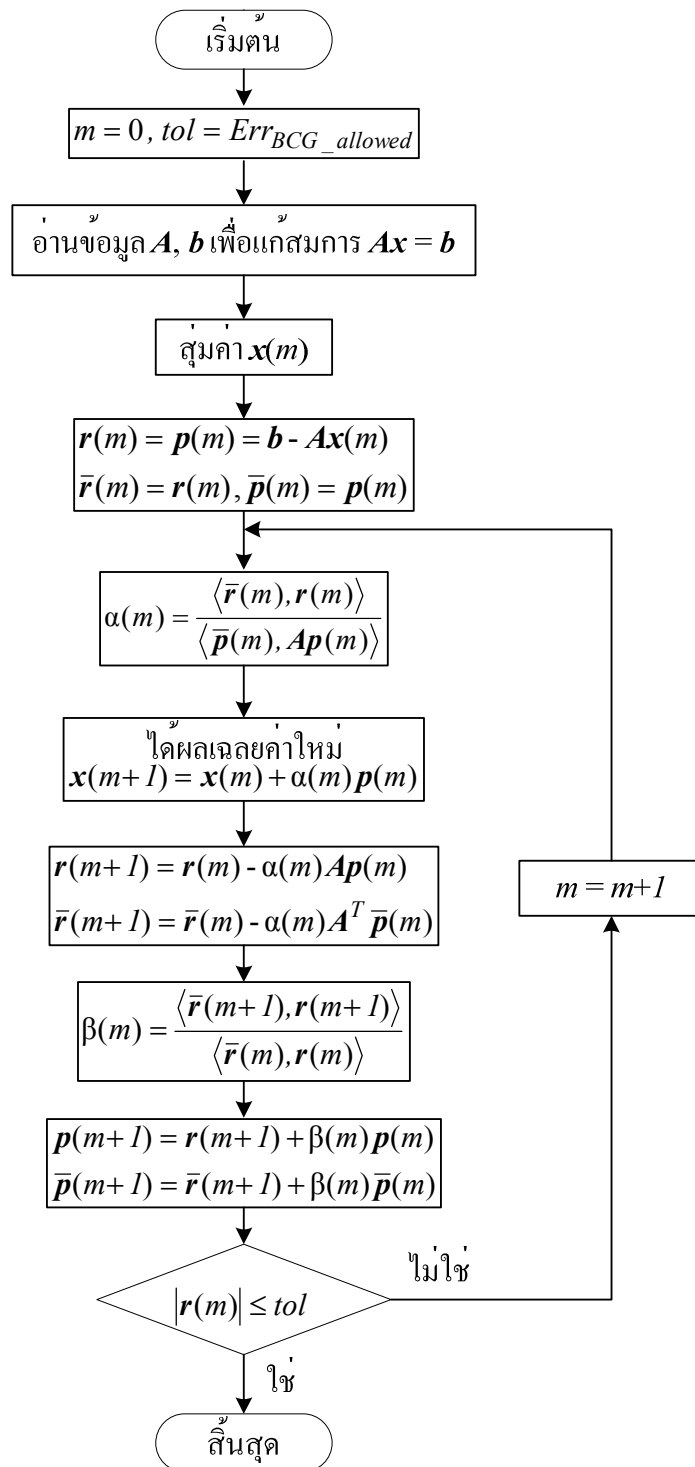 เริ่มต้น
m = 0, tol = Err_{BCG_allowed}
อ่านข้อมูล A, b เพื่อแก้สมการ Ax = b
สุ่มค่า x(m)
r(m) = p(m) = b - Ax(m)
r̄(m) = r(m), p̄(m) = p(m)
α(m) = ⟨r̄(m), r(m)⟩ / ⟨p̄(m), Ap(m)⟩
ได้ผลเฉลยค่าใหม่
x(m+1) = x(m) + α(m)p(m)
r(m+1) = r(m) - α(m)Ap(m)
r̄(m+1) = r̄(m) - α(m)A^T p̄(m)
m = m+1
β(m) = ⟨r̄(m+1), r(m+1)⟩ / ⟨r̄(m), r(m)⟩
p(m+1) = r(m+1) + β(m)p(m)
p̄(m+1) = r̄(m+1) + β(m)p̄(m)
|r(m)| ≤ tol
ไม่ใช่
ใช่
สิ้นสุด